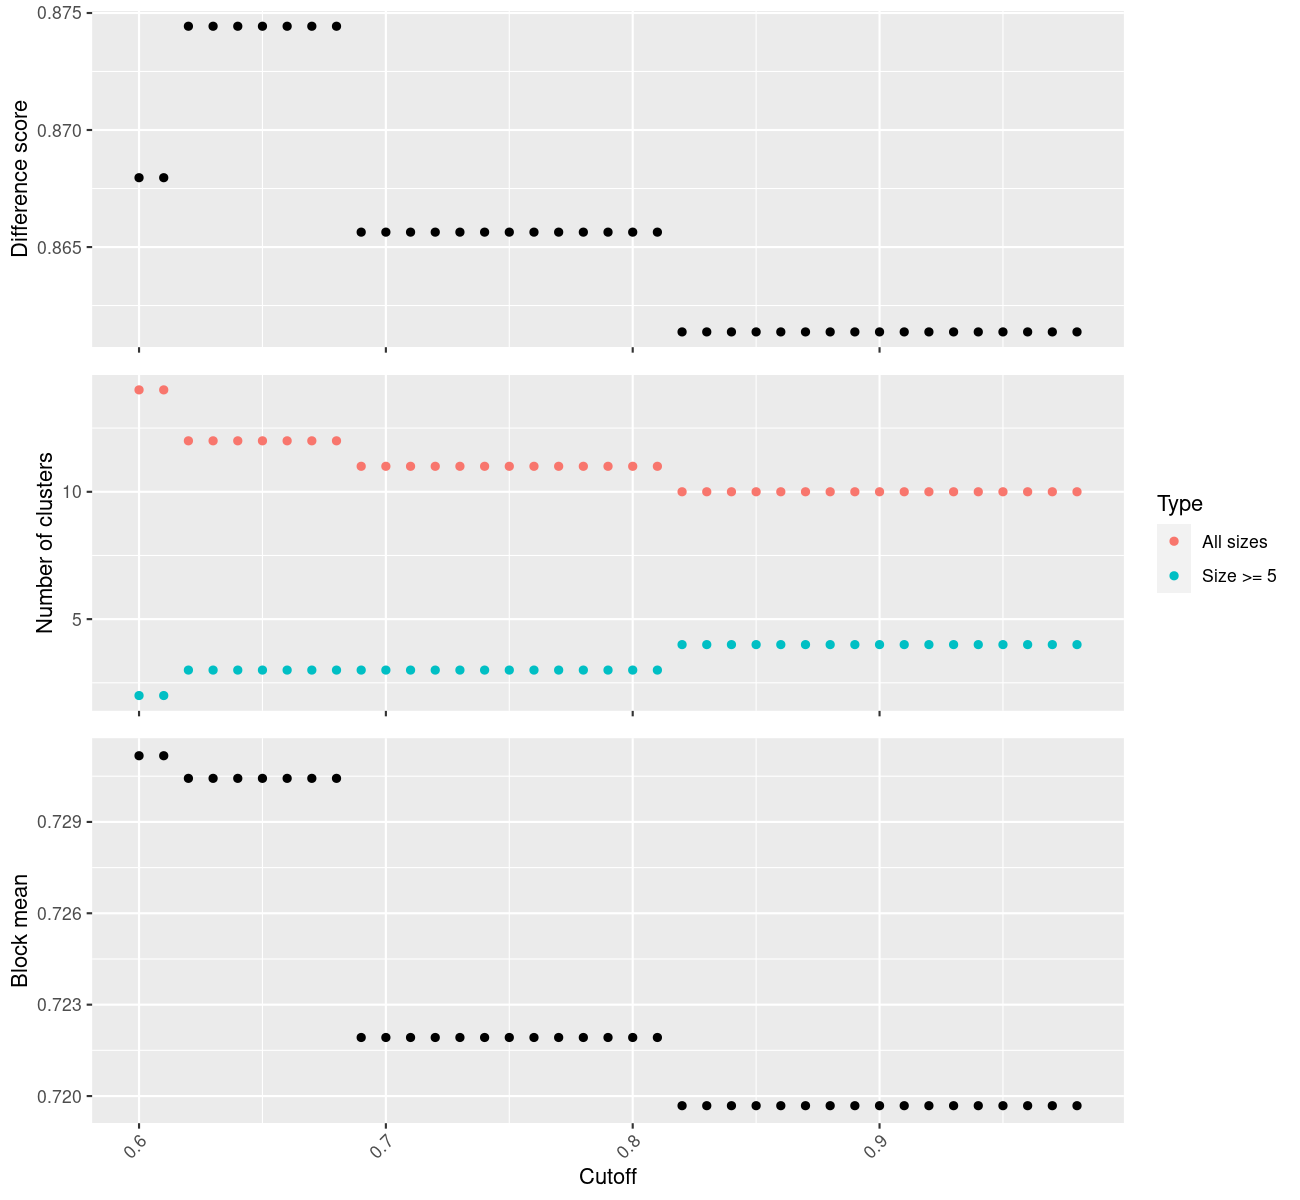 0.875
0.870
0.865
Difference score
10
5
Number of clusters
Type
All sizes
Size >= 5
0.729
0.726
0.723
0.720
Block mean
0.6
0.7
0.8
0.9
Cutoff